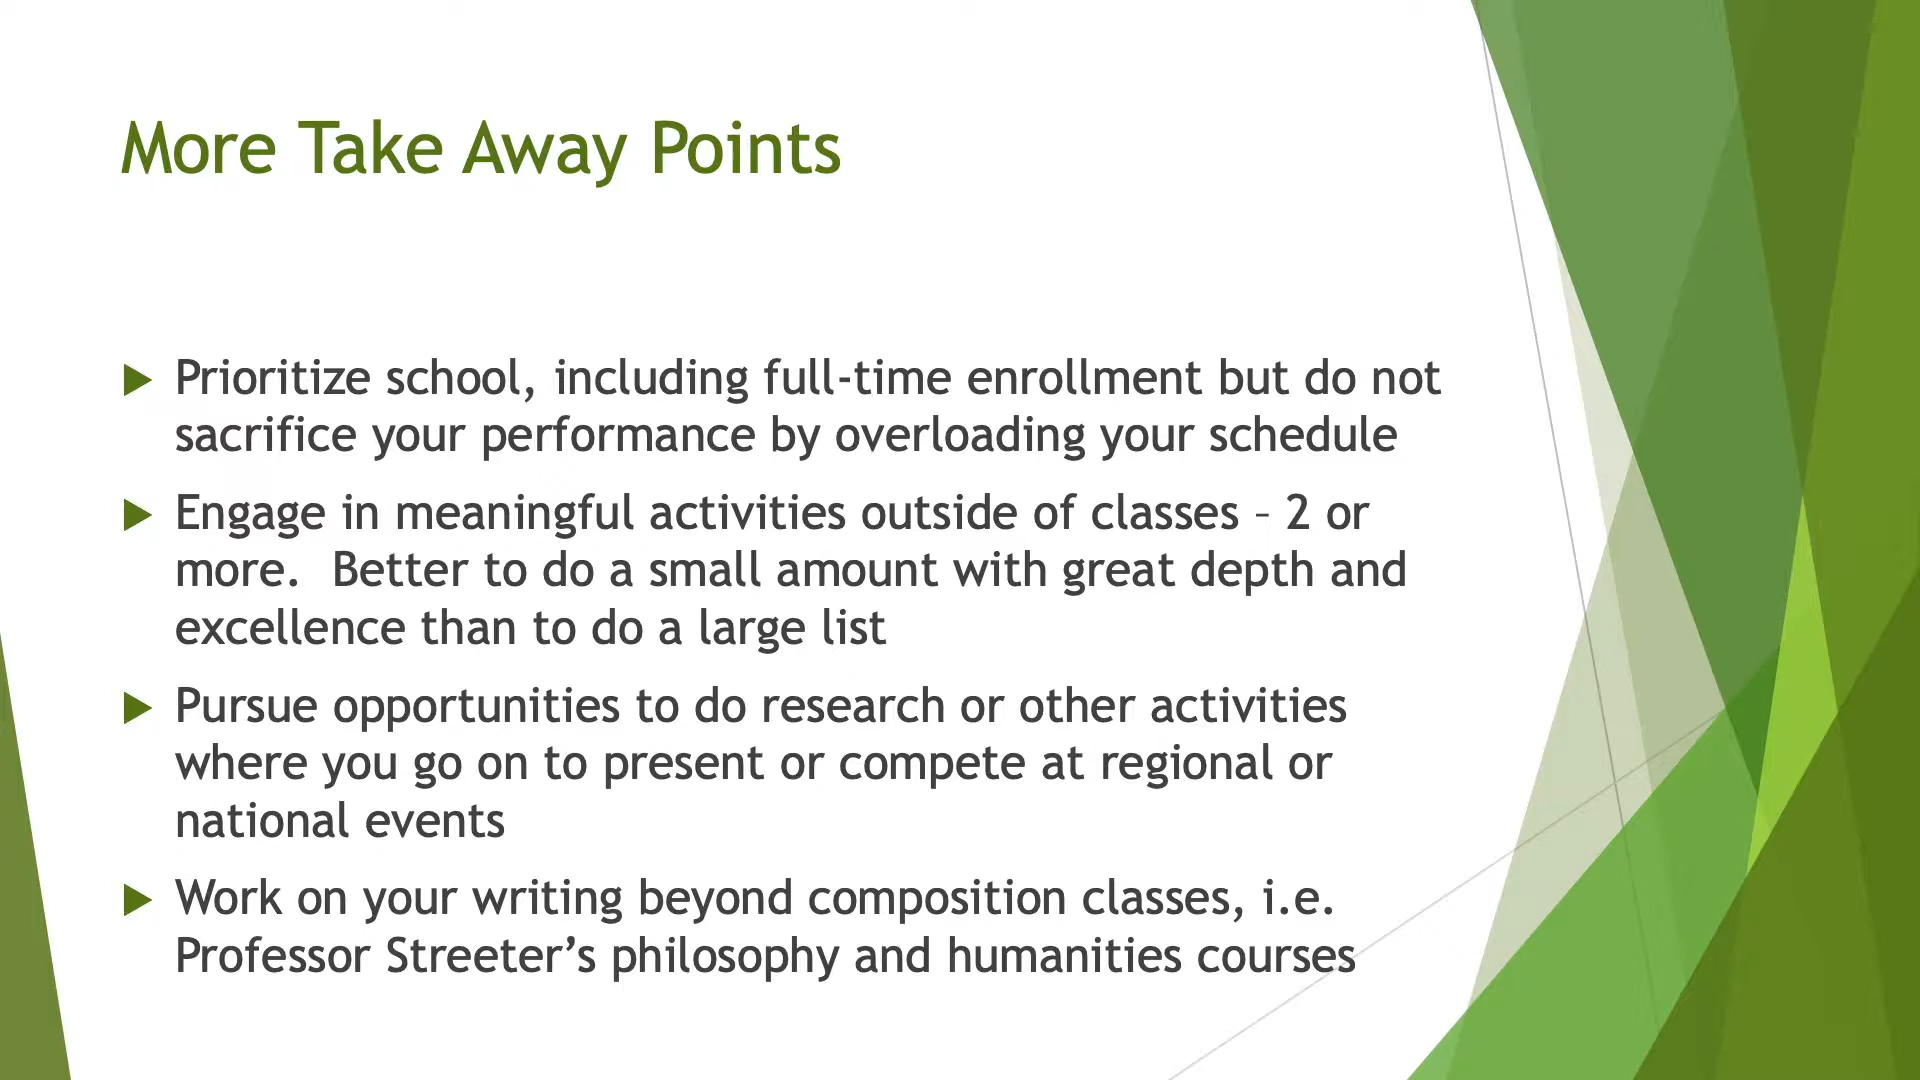 More Take Away Points
Prioritize school, including full-time enrollment but do not
sacrifice your performance by overloading your schedule
Engage in meaningful activities outside of classes – 2 or
more.  Better to do a small amount with great depth and
excellence than to do a large list
Pursue opportunities to do research or other activities
where you go on to present or compete at regional or
national events
Work on your writing beyond composition classes, i.e.
Professor Streeter’s philosophy and humanities courses